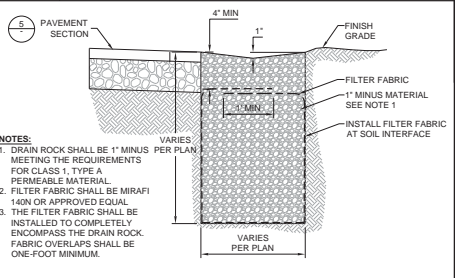 5
-
PAVEMENT
SECTION
4" MIN
1"
FINISH
GRADE
FILTER FABRIC
1" MINUS MATERIAL
SEE NOTE 1
1' MIN
INSTALL FILTER FABRIC
AT SOIL INTERFACE
VARIES
PER PLAN
NOTES:
1. DRAIN ROCK SHALL BE 1" MINUS
MEETING THE REQUIREMENTS
FOR CLASS 1, TYPE A
PERMEABLE MATERIAL.
2. FILTER FABRIC SHALL BE MIRAFI
140N OR APPROVED EQUAL
3. THE FILTER FABRIC SHALL BE
INSTALLED TO COMPLETELY
ENCOMPASS THE DRAIN ROCK.
FABRIC OVERLAPS SHALL BE
ONE-FOOT MINIMUM.
VARIES
PER PLAN